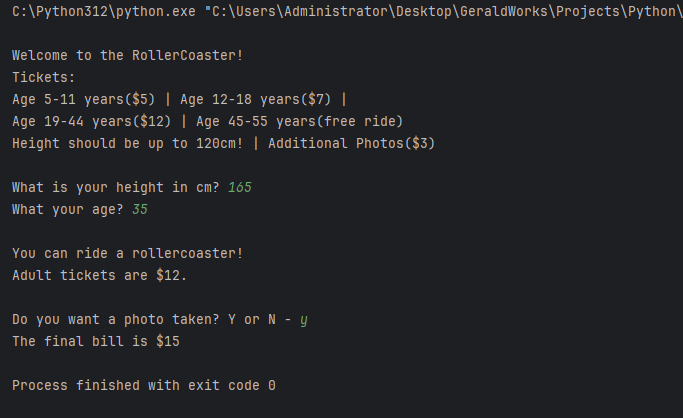 C:\Python312\python.exe "C:\Users\Administrator\Desktop\GeraldWorks\Projects\Python\
Welcome to the RollerCoaster!
Tickets:
Age 5-11 years($5) | Age 12-18 years($7) |
Age 19-44 years($12) | Age 45-55 years(free ride)
Height should be up to 120cm! | Additional Photos($3)
What is your height in cm? 165
What your age? 35
You can ride a rollercoaster!
Adult tickets are $12.
Do you want a photo taken? Y or N - y
The final bill is $15
Process finished with exit code 0